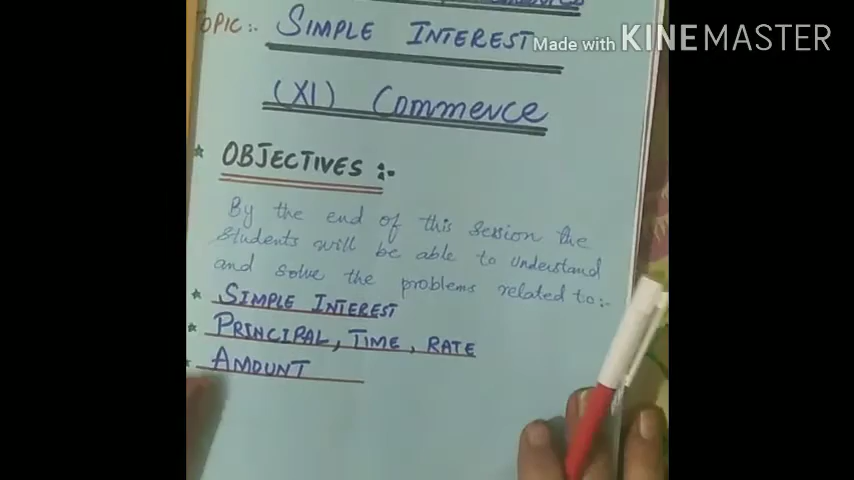 TOPIC:- SIMPLE INTEREST
Made with KINEMASTER
(XI) Commerce
* OBJECTIVES :-
By the end of this session the
students will be able to understand
and solve the problems related to:-
* SIMPLE INTEREST
* PRINCIPAL, TIME, RATE
* AMOUNT